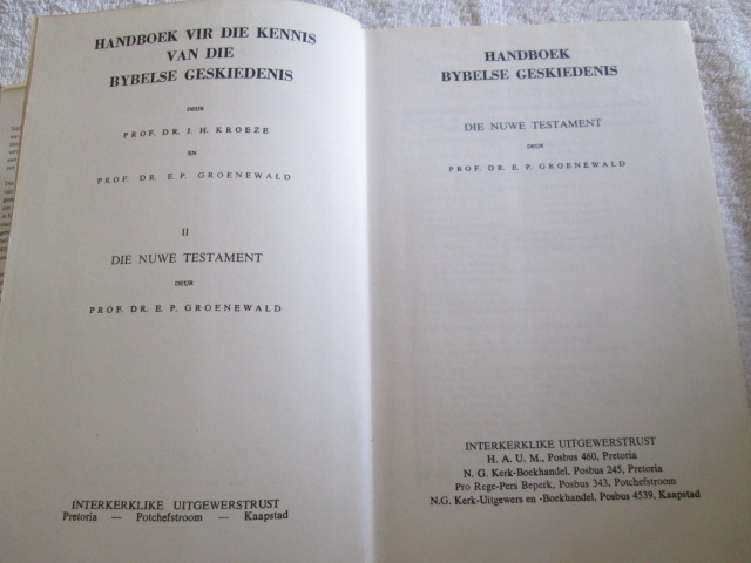 HANDBOEK VIR DIE KENNIS
VAN DIE
BYBELSE GESKIEDENIS
DEUR
PROF. DR. J. H. KROEZE
EN
PROF. DR. E. P. GROENEWALD
II
DIE NUWE TESTAMENT
DEUR
PROF. DR. E. P. GROENEWALD
INTERKERKLIKE UITGEWERSTRUST
Pretoria — Potchefstroom — Kaapstad
HANDBOEK
BYBELSE GESKIEDENIS
DIE NUWE TESTAMENT
DEUR
PROF. DR. E. P. GROENEWALD
INTERKERKLIKE UITGEWERSTRUST
H. A. U. M., Posbus 460, Pretoria
N. G. Kerk-Boekhandel, Posbus 245, Pretoria
Pro Rege-Pers Beperk, Posbus 343, Potchefstroom
N.G. Kerk-Uitgewers en -Boekhandel, Posbus 4539, Kaapstad